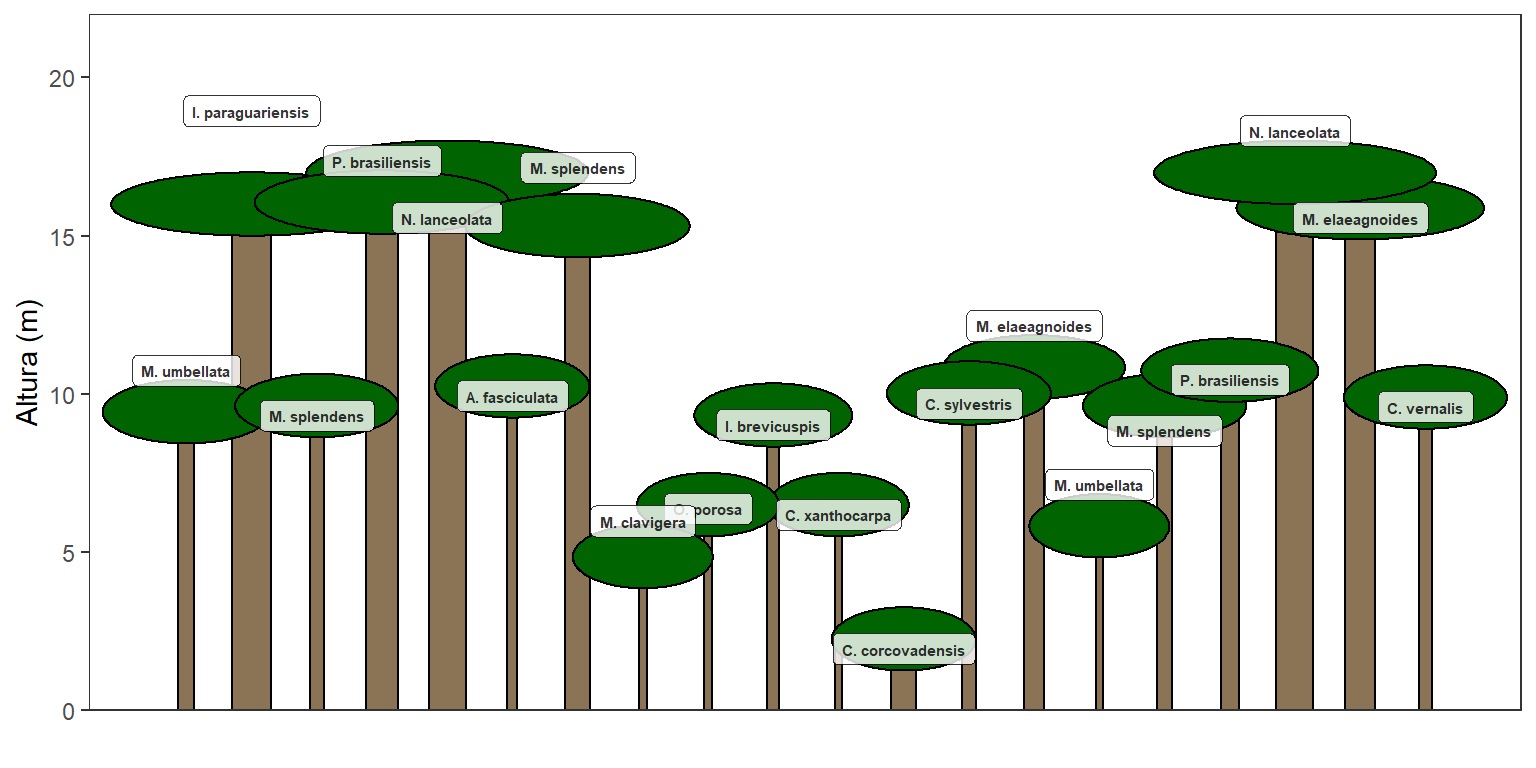 Altura (m)
20
15
10
5
0
I. paraguariensis
P. brasiliensis
M. splendens
N. lanceolata
N. lanceolata
M. elaeagnoides
M. umbellata
M. splendens
A. fasciculata
I. brevicuspis
O. porosa
M. clavigera
C. xanthocarpa
C. corcovadensis
M. elaeagnoides
C. sylvestris
P. brasiliensis
M. splendens
M. umbellata
C. vernalis